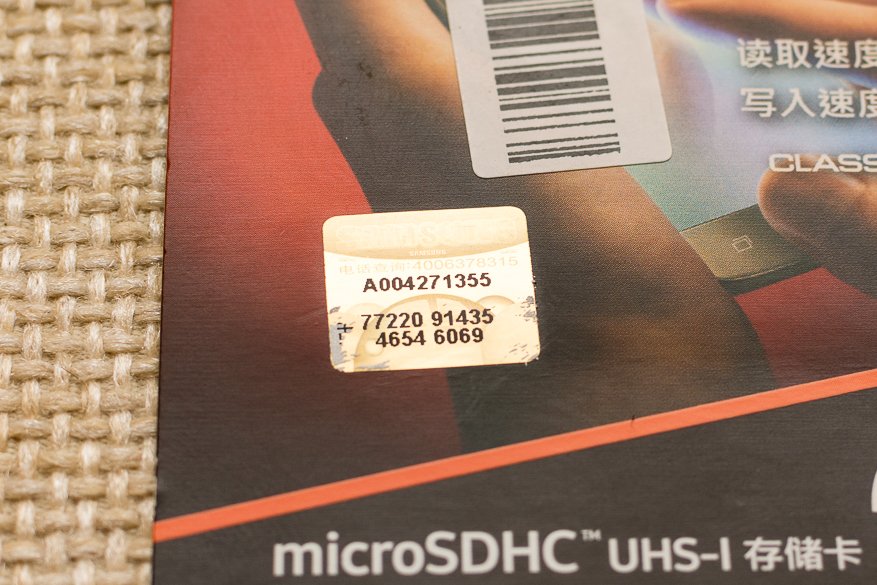 读取速度
写入速度
CLASS
SAMSUNG
电话查询:4006378315
A004271355
77220 91435
4654 6069
microSDHC™ UHS-I 存储卡